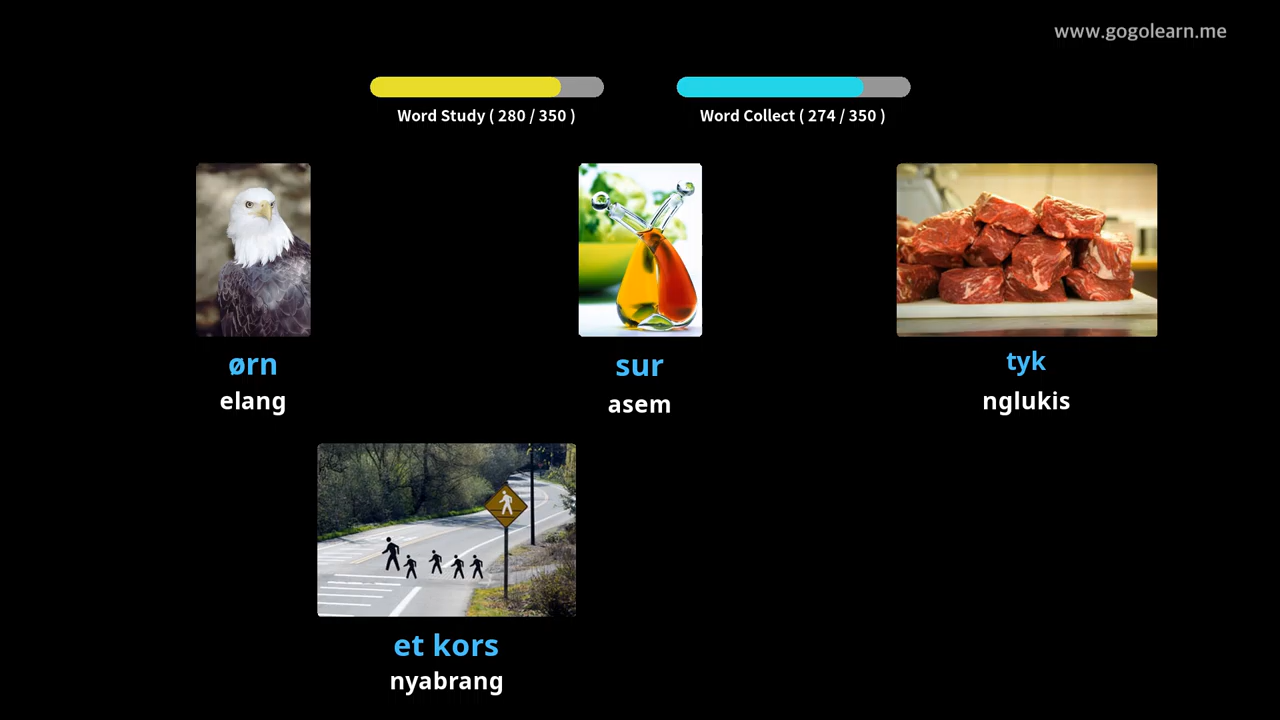 www.gogolearn.me
Word Study ( 280 / 350 )
Word Collect ( 274 / 350 )
ørn
elang
sur
asem
tyk
nglukis
et kors
nyabrang